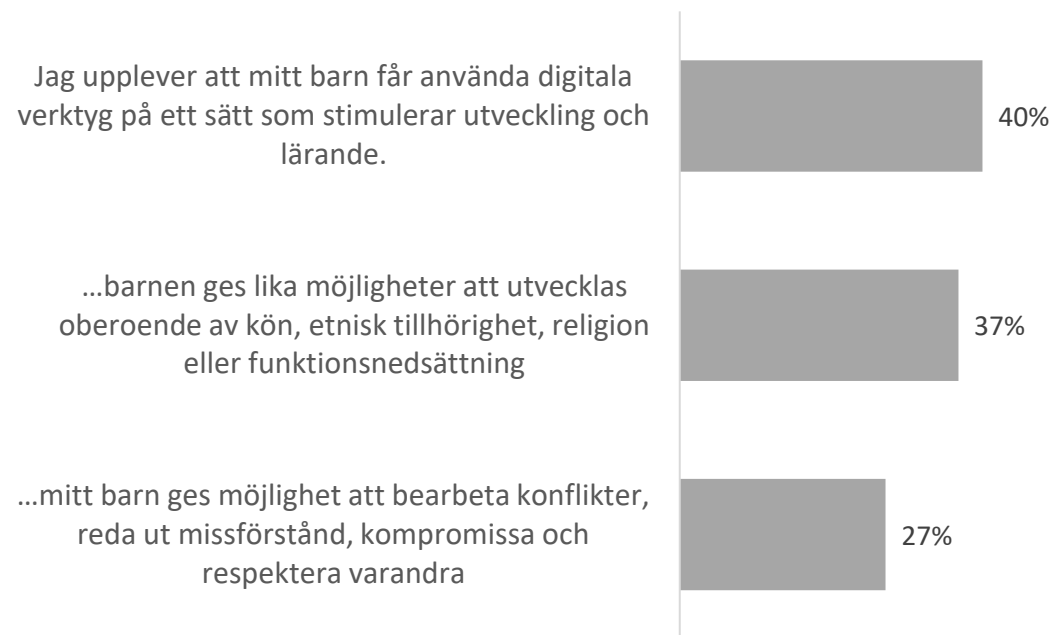 Jag upplever att mitt barn får använda digitala
verktyg på ett sätt som stimulerar utveckling och
lärande.
40%
…barnen ges lika möjligheter att utvecklas
oberoende av kön, etnisk tillhörighet, religion
eller funktionsnedsättning
37%
…mitt barn ges möjlighet att bearbeta konflikter,
reda ut missförstånd, kompromissa och
respektera varandra
27%